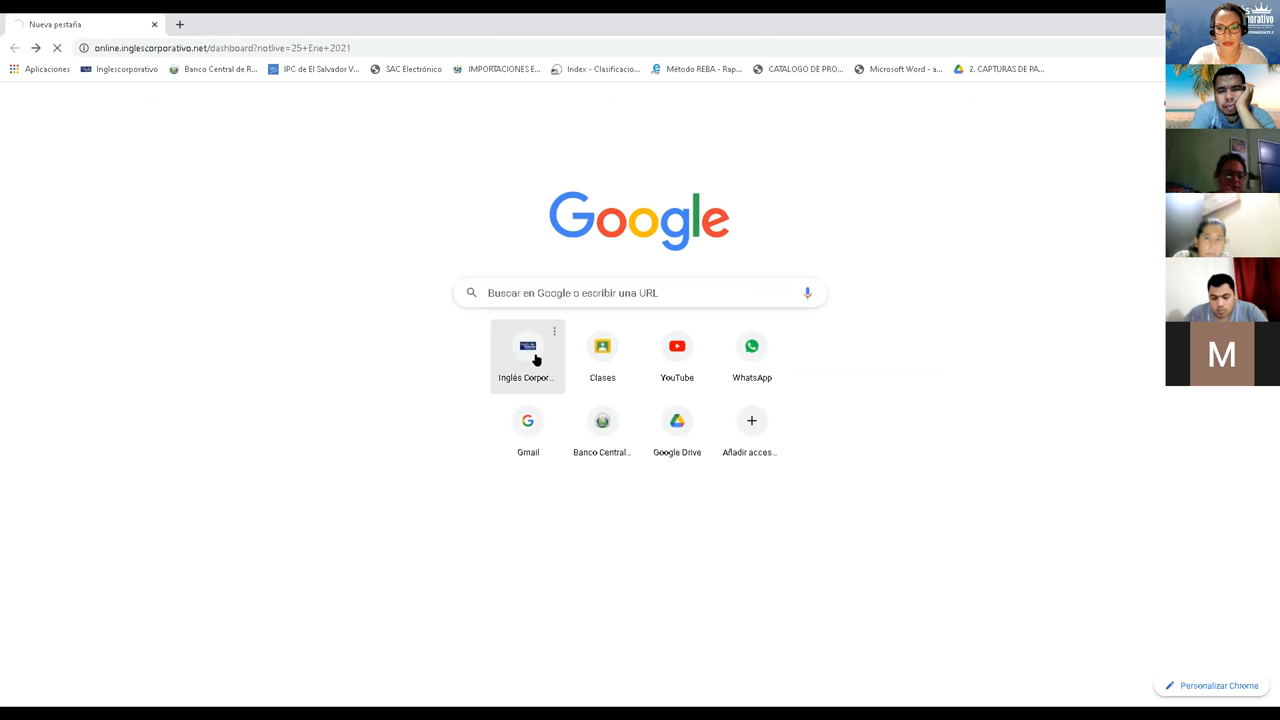 Nueva pestaña
online.inglescorporativo.net/dashboard?notlive=25+Ene+2021
Aplicaciones
Inglescorporativo
Banco Central de R...
IPC de El Salvador V...
SAC Electrónico
IMPORTACIO... E...
Index - Clasificacio...
Método REBA - Rap...
CATALOGO DE PRO...
Microsoft Word - a...
2. CAPTURAS DE PA...
Google
Buscar en Google o escribir una URL
Inglés Corpor...
Clases
YouTube
WhatsApp
Gmail
Banco Central...
Google Drive
Añadir acces...
Personalizar Chrome
M